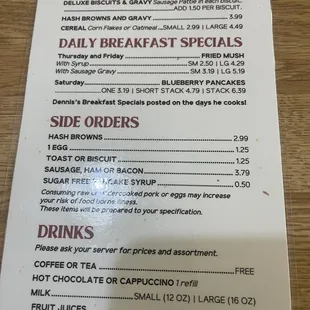 DELUXE BISCUITS & GRAVY Sausage Pattie in each biscuit.
ADD 1.50 PER BISCUIT.
HASH BROWNS AND GRAVY 3.99
CEREAL Corn Flakes or Oatmeal SMALL 2.99 | LARGE 4.49
DAILY BREAKFAST SPECIALS
Thursday and Friday FRIED MUSH
With Syrup SM 2.50 | LG 4.29
With Sausage Gravy SM 3.19 | LG 5.19
Saturday BLUEBERRY PANCAKES
ONE 3.19 | SHORT STACK 4.79 | STACK 6.39
Dennis's Breakfast Specials posted on the days he cooks!
SIDE ORDERS
HASH BROWNS 2.99
1 EGG 1.25
TOAST OR BISCUIT 1.25
SAUSAGE, HAM OR BACON 3.79
SUGAR FREE PANCAKE SYRUP 0.50
Consuming raw or undercooked pork or eggs may increase
your risk of food borne illness.
These items will be prepared to your specification.
DRINKS
Please ask your server for prices and assortment.
COFFEE OR TEA FREE
HOT CHOCOLATE OR CAPPUCCINO 1 refill
MILK SMALL (12 OZ) | LARGE (16 OZ)
FRUIT JUICES